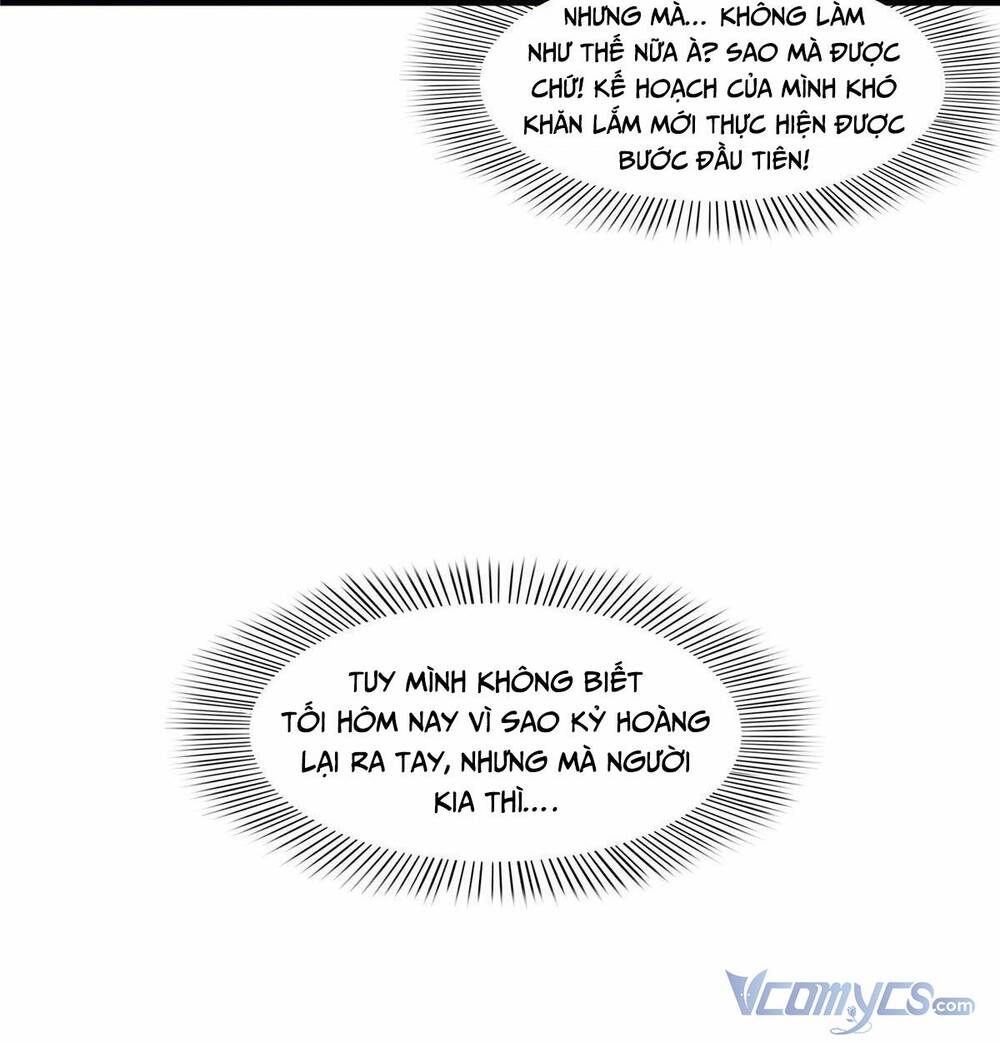 NHƯNG MÀ... KHÔNG LÀM
NHƯ THẾ NỮA À? SAO MÀ ĐƯỢC
CHỨ! KẾ HOẠCH CỦA MÌNH KHÓ
KHĂN LẮM MỚI THỰC HIỆN ĐƯỢC
BƯỚC ĐẦU TIÊN!
TUY MÌNH KHÔNG BIẾT
TỐI HÔM NAY VÌ SAO KỶ HOÀNG
LẠI RA TAY, NHƯNG MÀ NGƯỜI
KIA THÌ....
VCOMYCS.COM